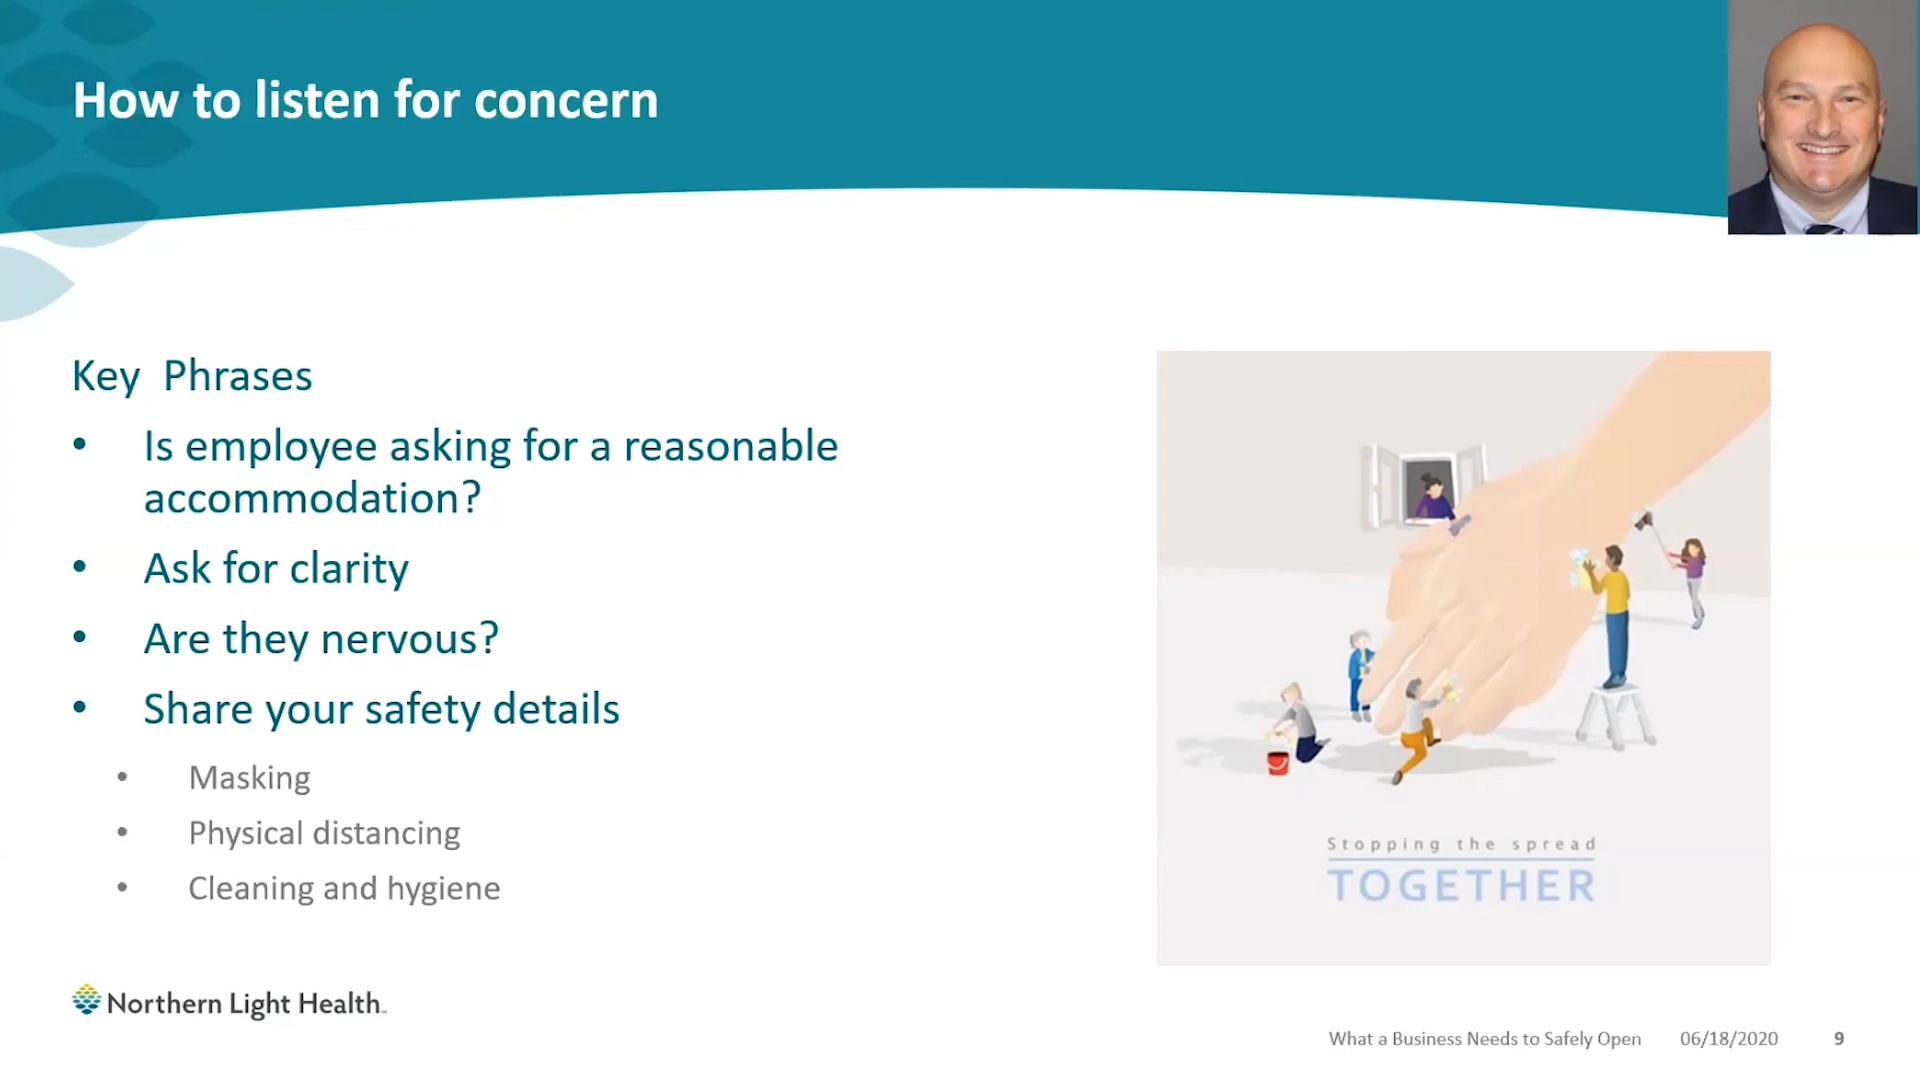 How to listen for concern
Key Phrases
• Is employee asking for a reasonable
accommodation?
• Ask for clarity
• Are they nervous?
• Share your safety details
• Masking
• Physical distancing
• Cleaning and hygiene
Stopping the spread
TOGETHER
Northern Light Health
What a Business Needs to Safely Open 06/18/2020 9